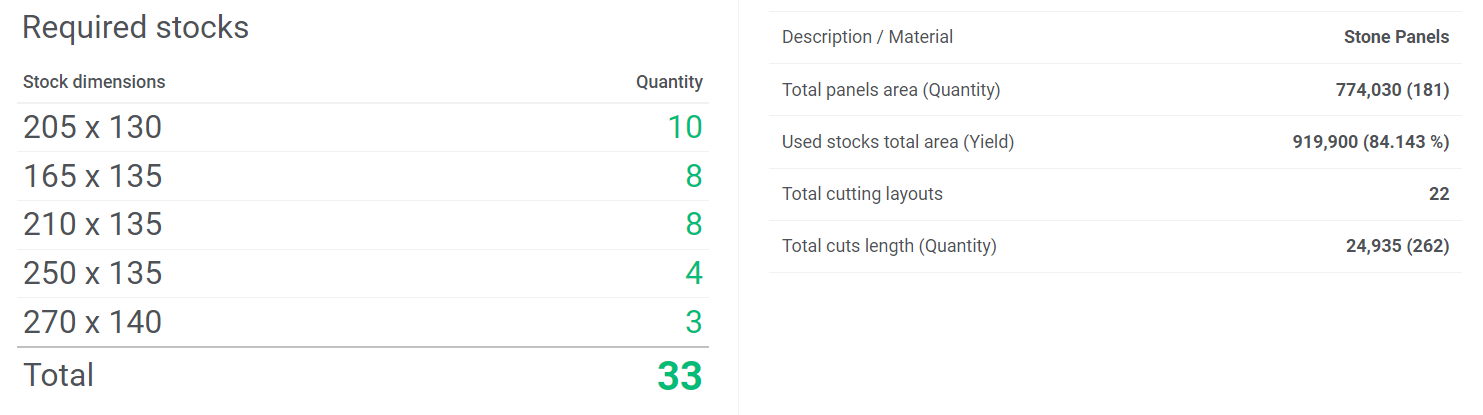 Required stocks
Stock dimensions Quantity
205 x 130 10
165 x 135 8
210 x 135 8
250 x 135 4
270 x 140 3
Total 33
Description / Material Stone Panels
Total panels area (Quantity) 774,030 (181)
Used stocks total area (Yield) 919,900 (84.143 %)
Total cutting layouts 22
Total cuts length (Quantity) 24,935 (262)